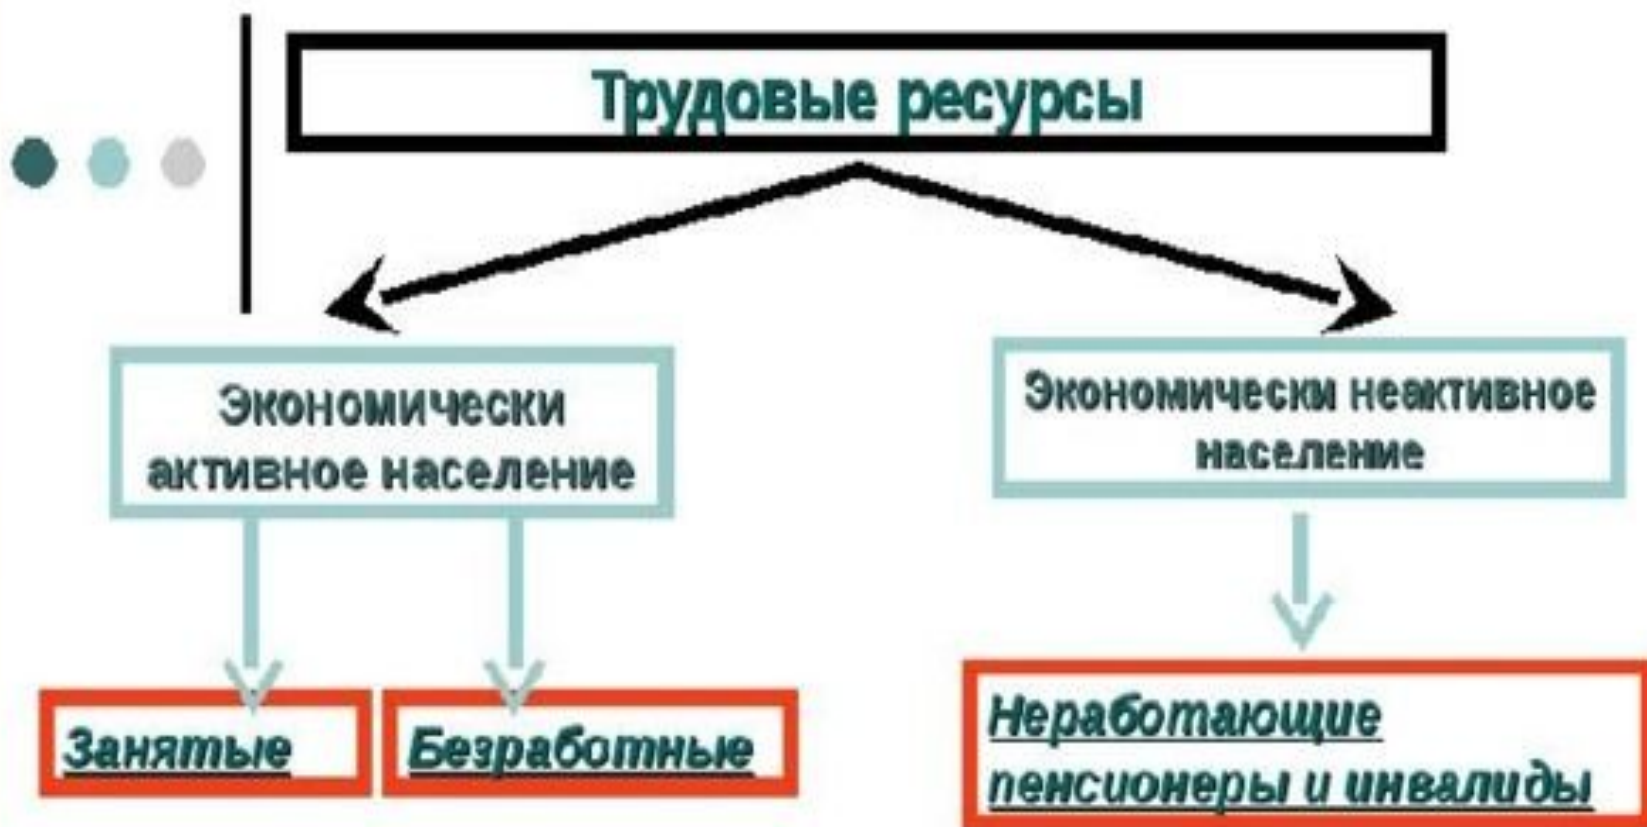 Трудовые ресурсы
Экономически
активное население
Экономически неактивное
население
Занятые
Безработные
Неработающие
пенсионеры и инвалиды